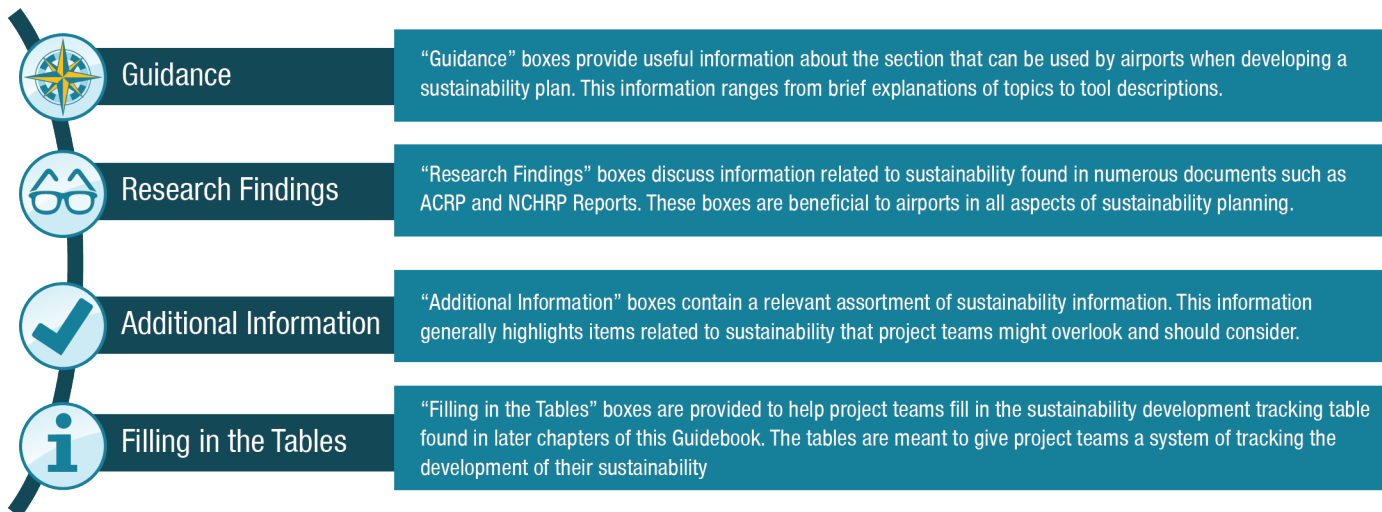 Guidance
“Guidance” boxes provide useful information about the section that can be used by airports when developing a
sustainability plan. This information ranges from brief explanations of topics to tool descriptions.
Research Findings
“Research Findings” boxes discuss information related to sustainability found in numerous documents such as
ACRP and NCHRP Reports. These boxes are beneficial to airports in all aspects of sustainability planning.
Additional Information
“Additional Information” boxes contain a relevant assortment of sustainability information. This information
generally highlights items related to sustainability that project teams might overlook and should consider.
Filling in the Tables
“Filling in the Tables” boxes are provided to help project teams fill in the sustainability development tracking table
found in later chapters of this Guidebook. The tables are meant to give project teams a system of tracking the
development of their sustainability